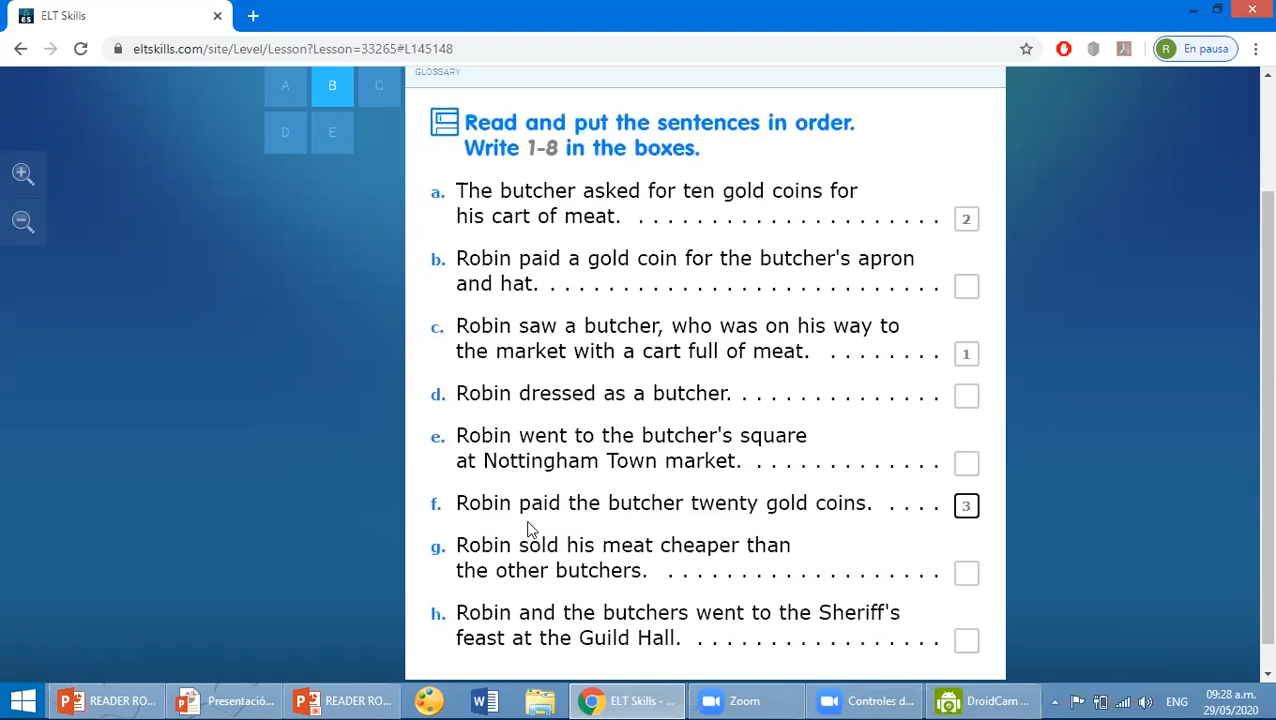 ES
ELT Skills
eltskills.com/site/Level/Lesson?Lesson=33265#L145148
R En pausa
GLOSSARY
A B C
D E
Read and put the sentences in order.
Write 1-8 in the boxes.
a. The butcher asked for ten gold coins for
his cart of meat. . . . . . . . . . . . . . . . . . . . . . 2
b. Robin paid a gold coin for the butcher's apron
and hat. . . . . . . . . . . . . . . . . . . . . . . . . . . .
c. Robin saw a butcher, who was on his way to
the market with a cart full of meat. . . . . . . . . 1
d. Robin dressed as a butcher. . . . . . . . . . . . . . .
e. Robin went to the butcher's square
at Nottingham Town market. . . . . . . . . . . . . .
f. Robin paid the butcher twenty gold coins. . . . . 3
g. Robin sold his meat cheaper than
the other butchers. . . . . . . . . . . . . . . . . . . .
h. Robin and the butchers went to the Sheriff's
feast at the Guild Hall. . . . . . . . . . . . . . . . . .
READER RO...
Presentació...
READER RO...
ELT Skills - ...
Zoom
Controles d...
DroidCam ...
ENG
09:28 a.m.
29/05/2020